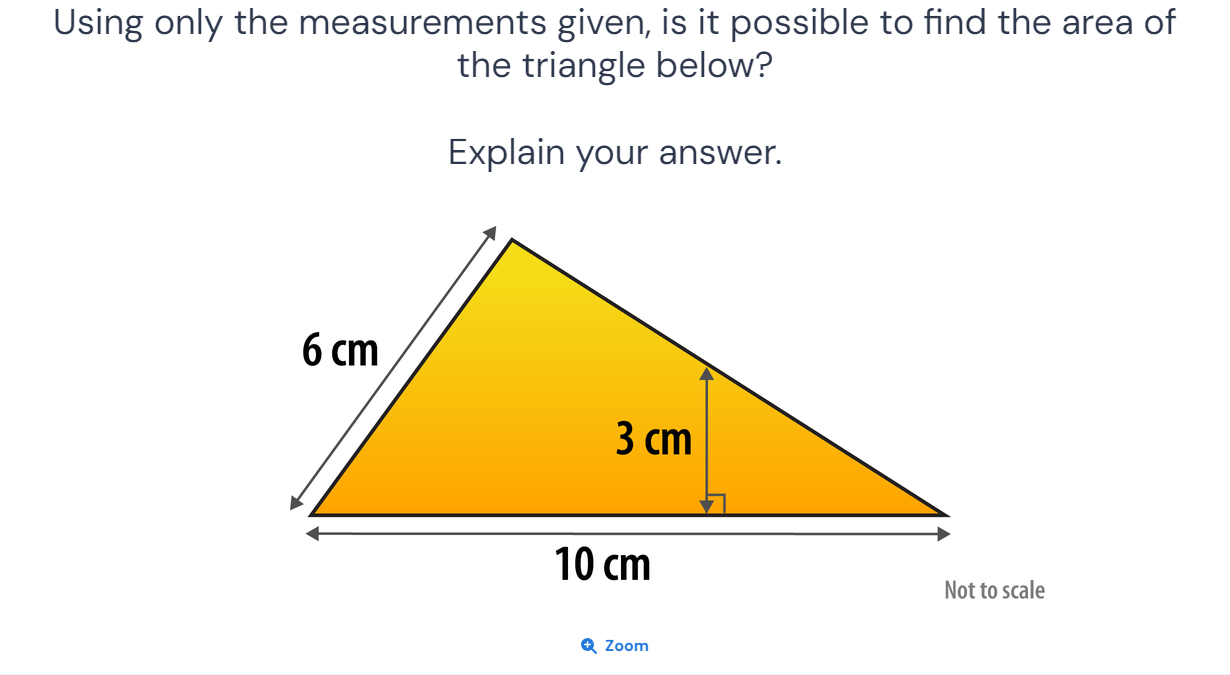 Using only the measurements given, is it possible to find the area of
the triangle below?
Explain your answer.
6 cm
3 cm
10 cm
Not to scale
Zoom